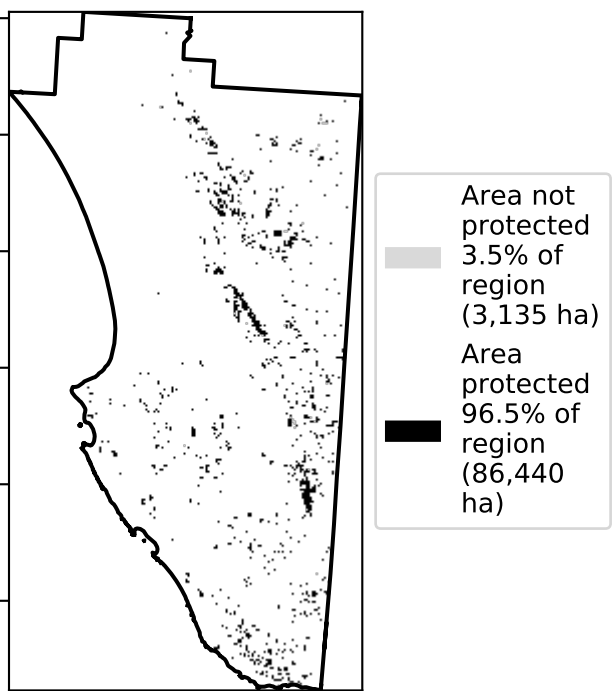 Area not
protected
3.5% of
region
(3,135 ha)
Area
protected
96.5% of
region
(86,440
ha)